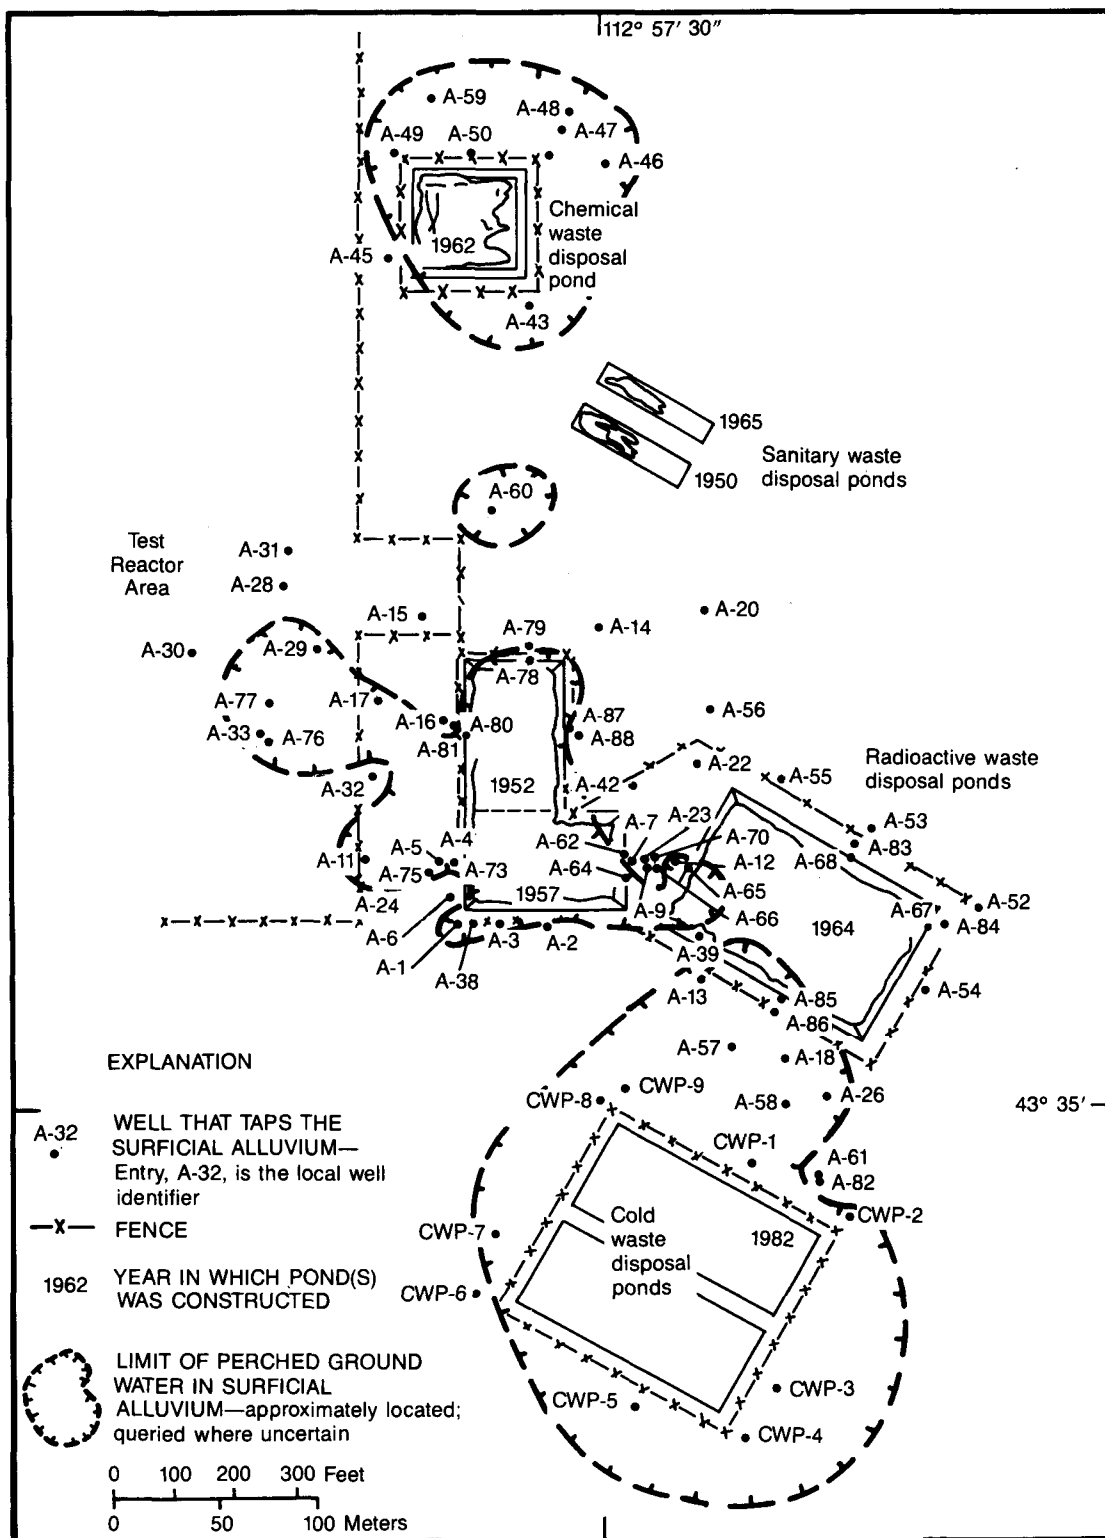 112° 57' 30"
A-59
A-48
A-47
A-49
A-50
A-46
Chemical
waste
disposal
pond
1962
A-45
A-43
1965
Sanitary waste
disposal ponds
1950
A-60
Test
Reactor
Area
A-31
A-28
A-15
A-20
A-79
A-14
A-30
A-29
A-78
A-77
A-17
A-56
A-16
A-80
A-87
A-33
A-76
A-81
A-88
A-22
Radioactive waste
disposal ponds
A-32
1952
A-42
A-55
A-23
A-7
A-53
A-4
A-62
A-70
A-83
A-5
A-11
A-73
A-12
A-68
A-75
A-64
A-65
1957
A-24
A-9
A-66
A-52
A-67
A-6
A-3
A-2
1964
A-84
A-1
A-38
A-39
A-13
A-85
A-54
A-86
A-57
A-18
EXPLANATION
CWP-9
CWP-8
A-58
A-26
43° 35'
A-32
WELL THAT TAPS THE
SURFICIAL ALLUVIUM—
Entry, A-32, is the local well
identifier
CWP-1
A-61
A-82
CWP-2
—X— FENCE
CWP-7
Cold
waste
disposal
ponds
1982
1962
YEAR IN WHICH POND(S)
WAS CONSTRUCTED
CWP-6
LIMIT OF PERCHED GROUND
WATER IN SURFICIAL
ALLUVIUM—approximately located;
queried where uncertain
CWP-5
CWP-3
CWP-4
0 100 200 300 Feet
0 50 100 Meters